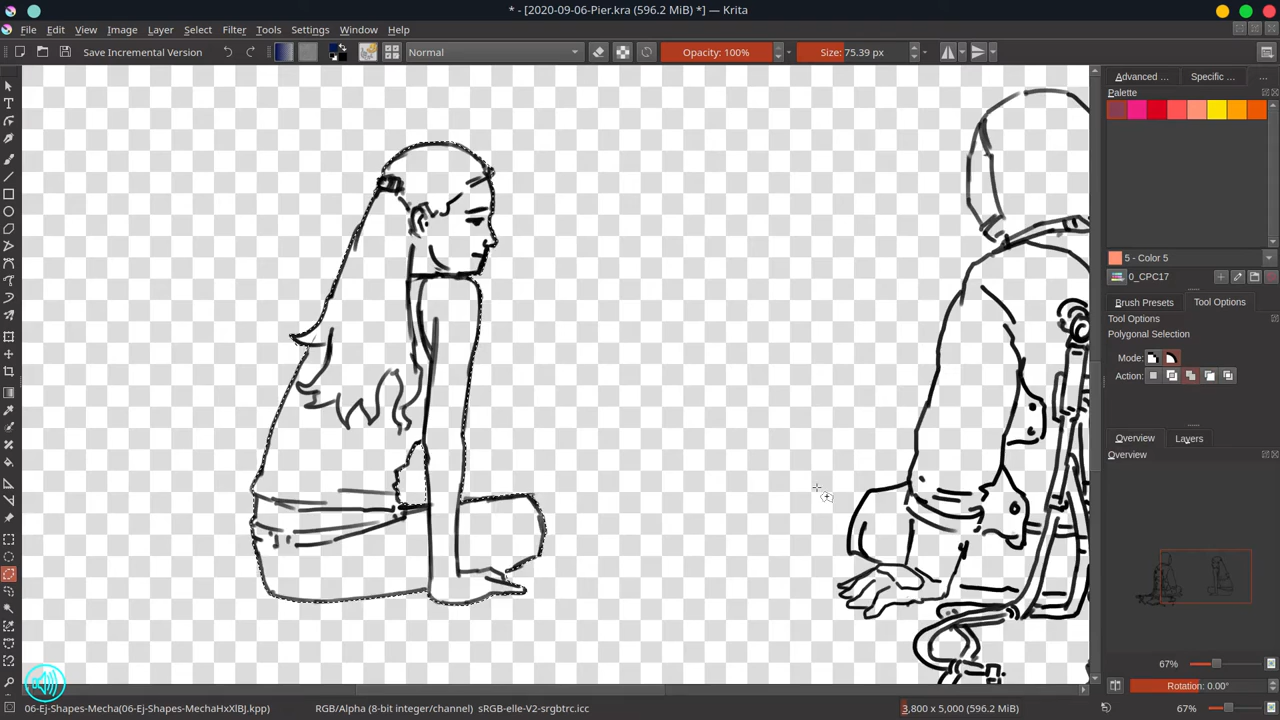 * - [2020-09-06-Pier.kra (596.2 MiB) *] — Krita
File Edit View Image Layer Select Filter Tools Settings Window Help
Save Incremental Version Normal Opacity: 100% Size: 75.39 px
Advanced ... Specific ... ...
Palette
5 - Color 5
0_CPC17
Brush Presets Tool Options
Tool Options
Polygonal Selection
Mode:
Action:
Overview Layers
Overview
67%
Rotation: 0.00°
06-Ej-Shapes-Mecha(06-Ej-Shapes-MechaHxXlBJ.kpp) RGB/Alpha (8-bit integer/channel) sRGB-elle-V2-srgbtrc.icc 3,800 x 5,000 (596.2 MiB) 67%